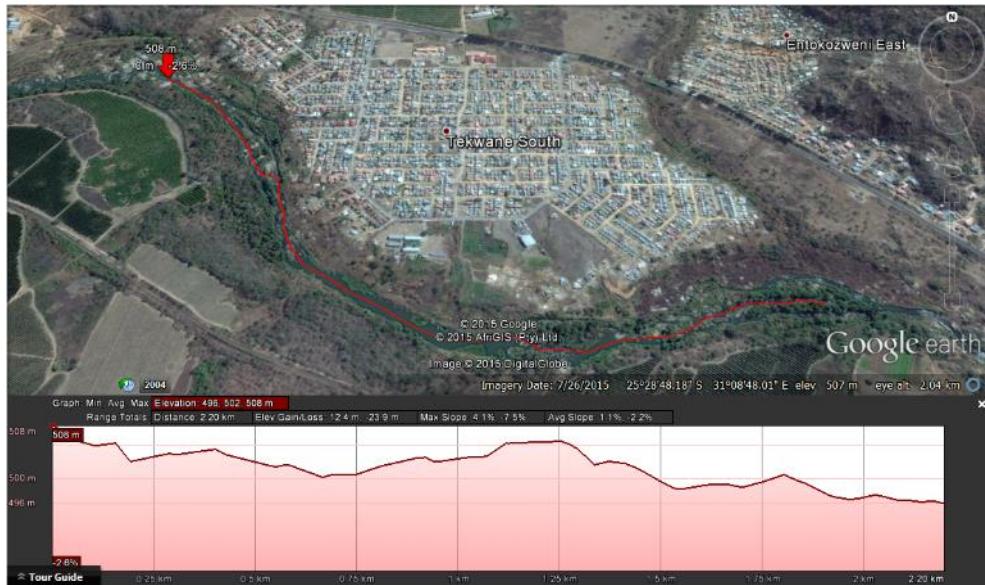 N
508 m
Entokozweni East
0 m -2.6%
Tekwane South
© 2015 Google
© 2015 AfriGIS (Pty) Ltd.
Image © 2015 DigitalGlobe
Google earth
2004
Imagery Date: 7/26/2015 25°28'48.18" S 31°08'48.01" E elev 507 m eye alt 2.04 km
Graph: Min, Avg, Max Elevation: 496, 502, 508 m
Range Totals: Distance: 2.20 km Elev Gain/Loss: 12.4 m, -23.9 m Max Slope: 4.1%, -7.5% Avg Slope: 1.1%, -2.2%
508 m
508 m
500 m
496 m
-2.6%
Tour Guide
0.25 km 0.5 km 0.75 km 1 km 1.25 km 1.5 km 1.75 km 2 km 2.20 km